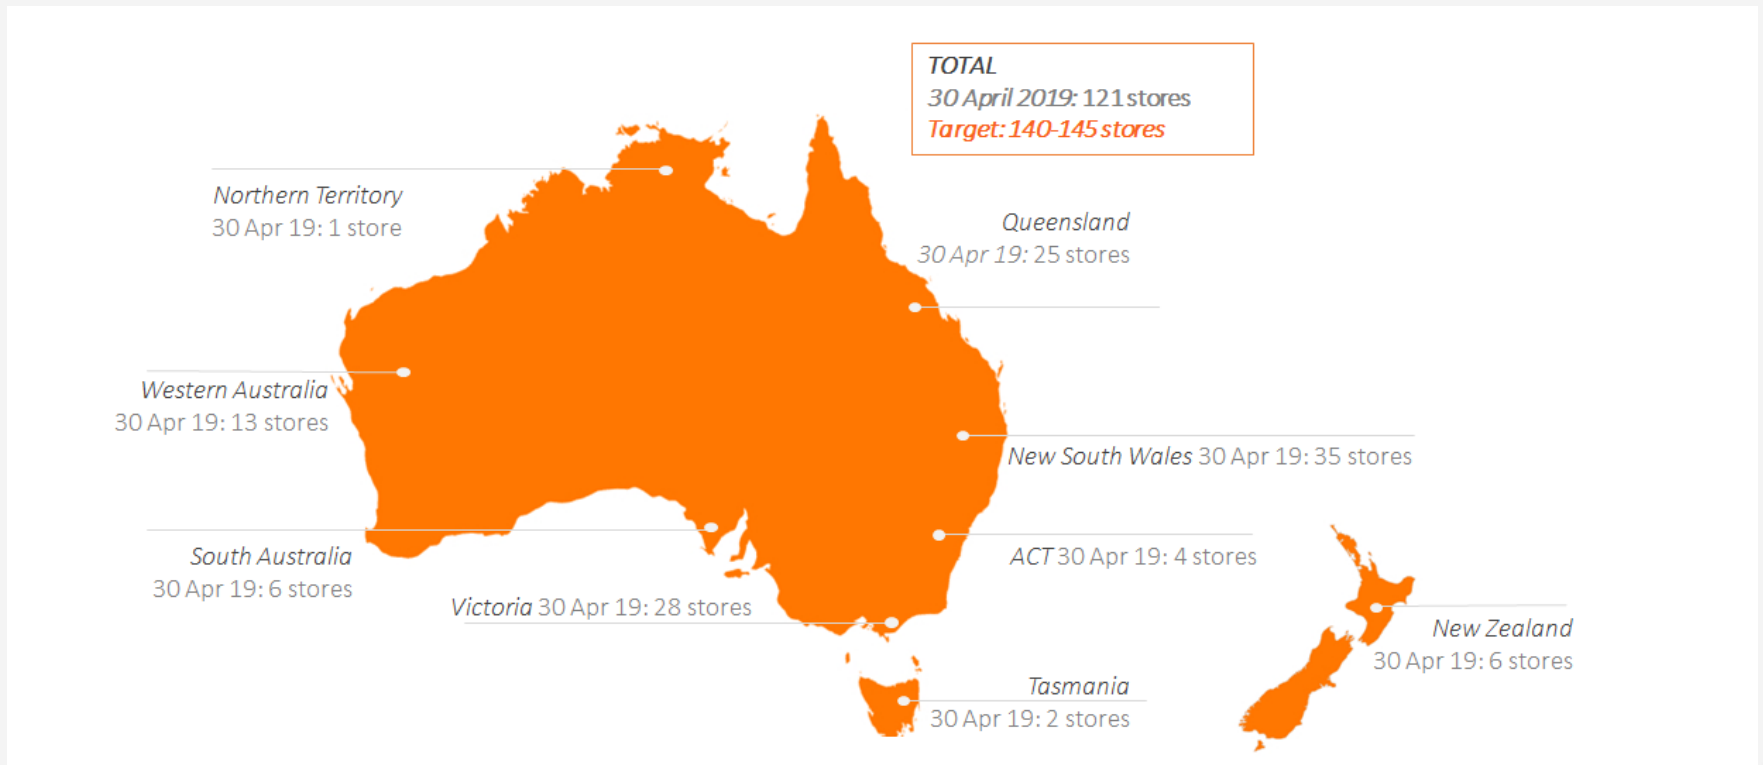 TOTAL
30 April 2019: 121 stores
Target: 140-145 stores
Northern Territory
30 Apr 19: 1 store
Queensland
30 Apr 19: 25 stores
Western Australia
30 Apr 19: 13 stores
New South Wales 30 Apr 19: 35 stores
South Australia
30 Apr 19: 6 stores
ACT 30 Apr 19: 4 stores
Victoria 30 Apr 19: 28 stores
New Zealand
30 Apr 19: 6 stores
Tasmania
30 Apr 19: 2 stores